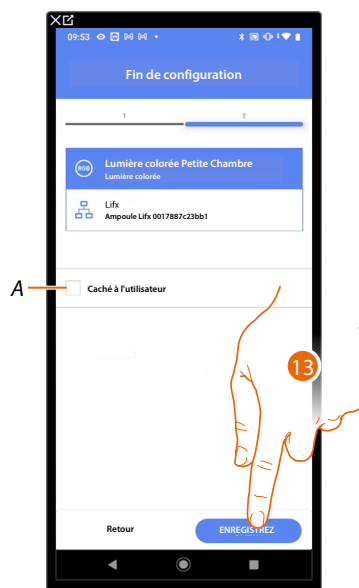 09:53
Fin de configuration
1 2
RGB
Lumière colorée Petite Chambre
Lumière colorée
Lifx
Ampoule Lifx 0017887c23bb1
A
Caché à l'utilisateur
13
Retour
ENREGISTREZ